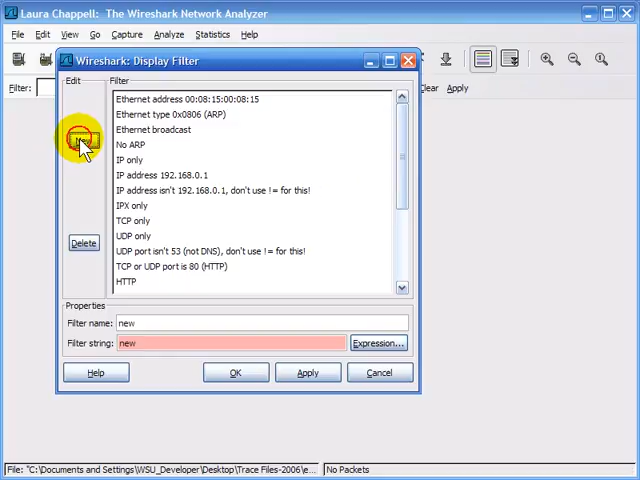 Laura Chappell: The Wireshark Network Analyzer
File Edit View Go Capture Analyze Statistics Help
Wireshark: Display Filter
Filter:
Clear Apply
Edit
Filter
New
Delete
Ethernet address 00:08:15:00:08:15
Ethernet type 0x0806 (ARP)
Ethernet broadcast
No ARP
IP only
IP address 192.168.0.1
IP address isn't 192.168.0.1, don't use != for this!
IPX only
TCP only
UDP only
UDP port isn't 53 (not DNS), don't use != for this!
TCP or UDP port is 80 (HTTP)
HTTP
Properties
Filter name: new
Filter string: new
Expression...
Help OK Apply Cancel
File: "C:\Documents and Settings\WSU_Developer\Desktop\Trace Files-2006\e... No Packets